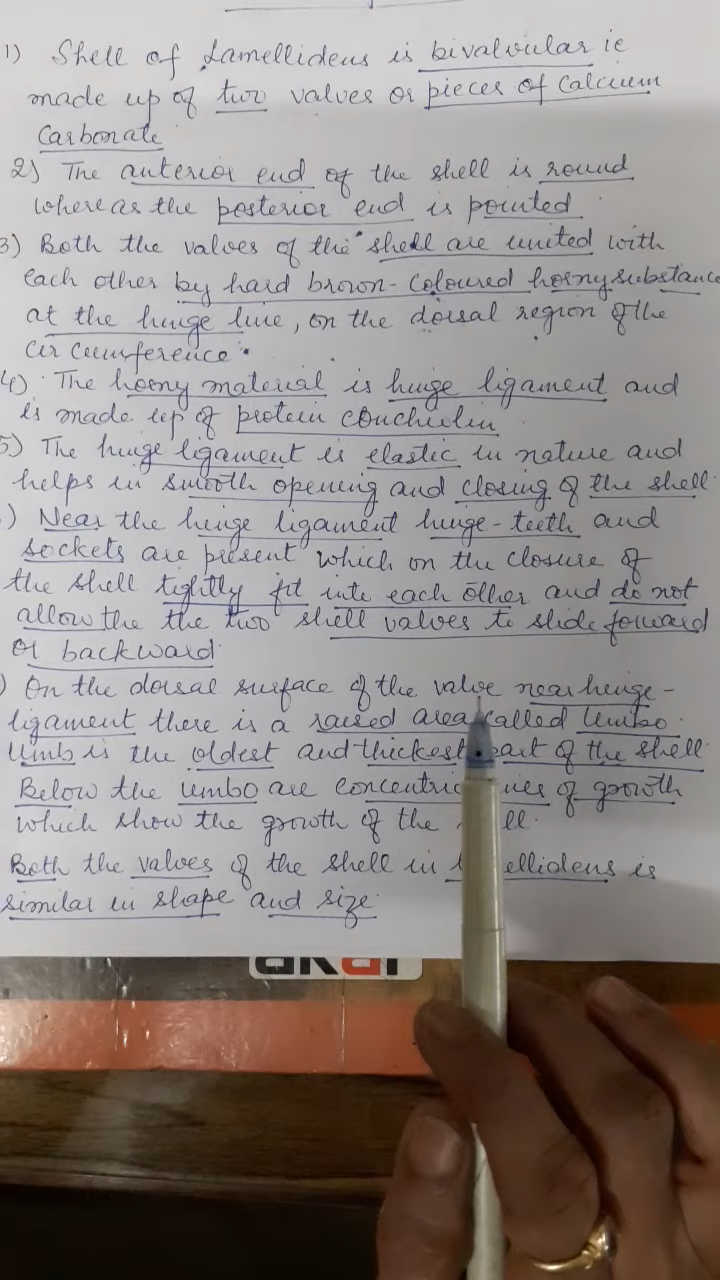 1) Shell of Lamellidens is bivalvular ie
made up of two values or pieces of Calcium
Carbonate
2) The anterior end of the shell is round
whereas the posterior end is pointed
3) Both the values of the shell are united with
each other by hard brown-coloured horny substance
at the hinge line, on the dorsal region of the
circumference.
4) The horny material is hinge ligament and
is made up of protein conchiolin
5) The hinge ligament is elastic in nature and
helps in smooth opening and closing of the shell.
) Near the hinge ligament hinge-teeth and
sockets are present which on the closure of
the shell tightly fit into each other and do not
allow the the two shell valves to slide forward
or backward
) On the dorsal surface of the valve near hinge-
ligament there is a raised area called Umbo.
Umb is the oldest and thickest part of the shell
Below the umbo are concentric of growth
which show the growth of the
Both the values of the shell in is
similar in shape and size.